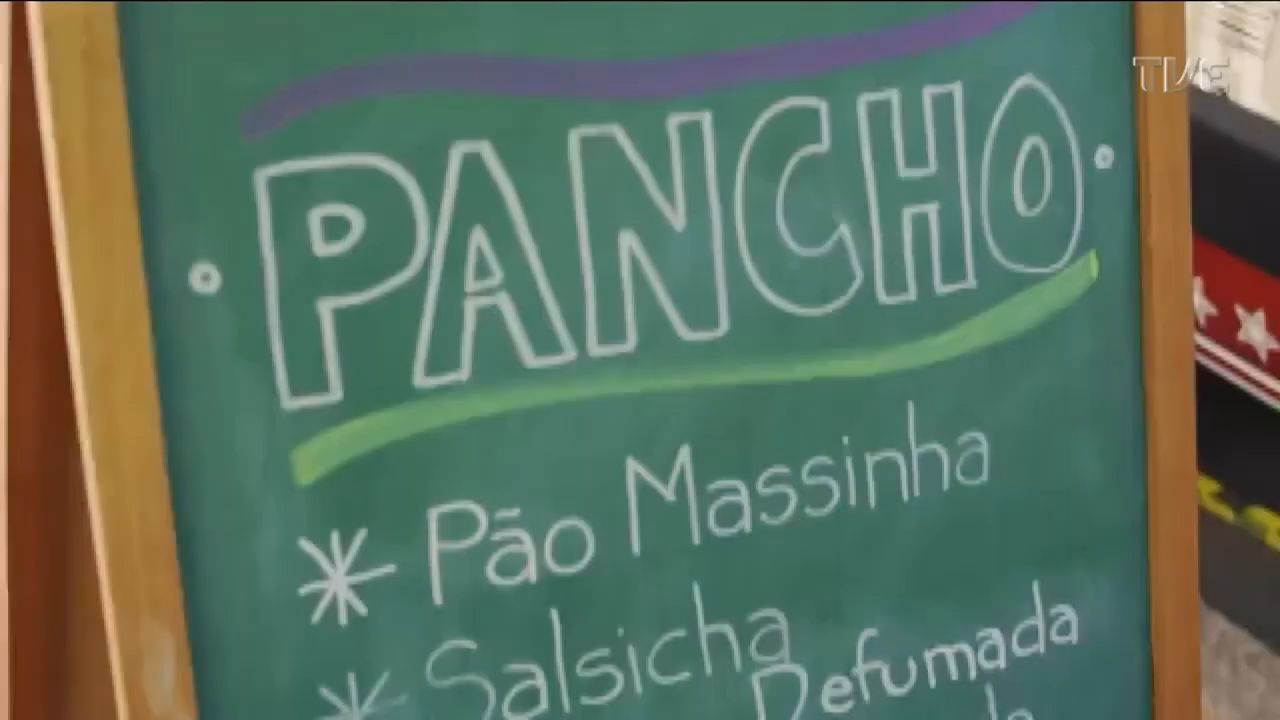 TVE
PANCHO
* Pão Massinha
* Salsicha
Defumada